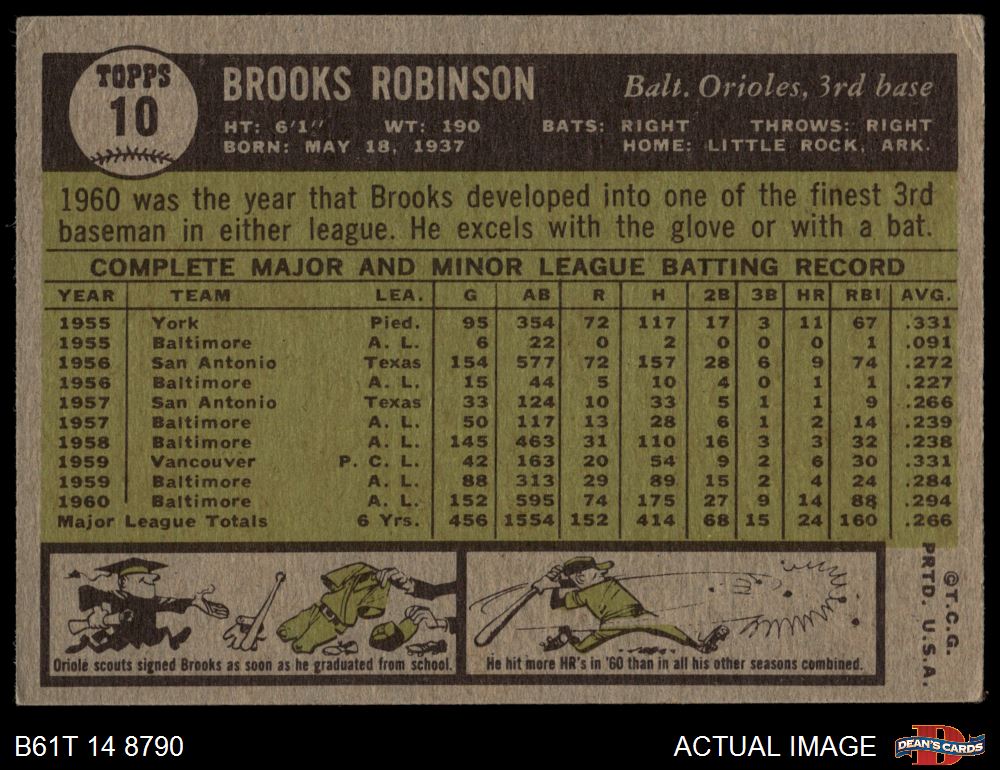 TOPPS
10
BROOKS ROBINSON
Balt. Orioles, 3rd base
HT: 6'1" WT: 190 BATS: RIGHT THROWS: RIGHT
BORN: MAY 18, 1937 HOME: LITTLE ROCK, ARK.
1960 was the year that Brooks developed into one of the finest 3rd
baseman in either league. He excels with the glove or with a bat.
COMPLETE MAJOR AND MINOR LEAGUE BATTING RECORD
YEAR TEAM LEA. G AB R H 2B 3B HR RBI AVG.
1955 York Pied. 95 354 72 117 17 3 11 67 .331
1955 Baltimore A. L. 6 22 0 2 0 0 0 1 .091
1956 San Antonio Texas 154 577 72 157 28 6 9 74 .272
1956 Baltimore A. L. 15 44 5 10 4 0 1 1 .227
1957 San Antonio Texas 33 124 10 33 5 1 1 9 .266
1957 Baltimore A. L. 50 117 13 28 6 1 2 14 .239
1958 Baltimore A. L. 145 463 31 110 16 3 3 32 .238
1959 Vancouver P. C. L. 42 163 20 54 9 2 6 30 .331
1959 Baltimore A. L. 88 313 29 89 15 2 4 24 .284
1960 Baltimore A. L. 152 595 74 175 27 9 14 88 .294
Major League Totals 6 Yrs. 456 1554 152 414 68 15 24 160 .266
Oriole scouts signed Brooks as soon as he graduated from school.
He hit more HR's in '60 than in all his other seasons combined.
©T.C.G.
PRTD. U.S.A.
B61T 14 8790
ACTUAL IMAGE
D
DEAN'S CARDS